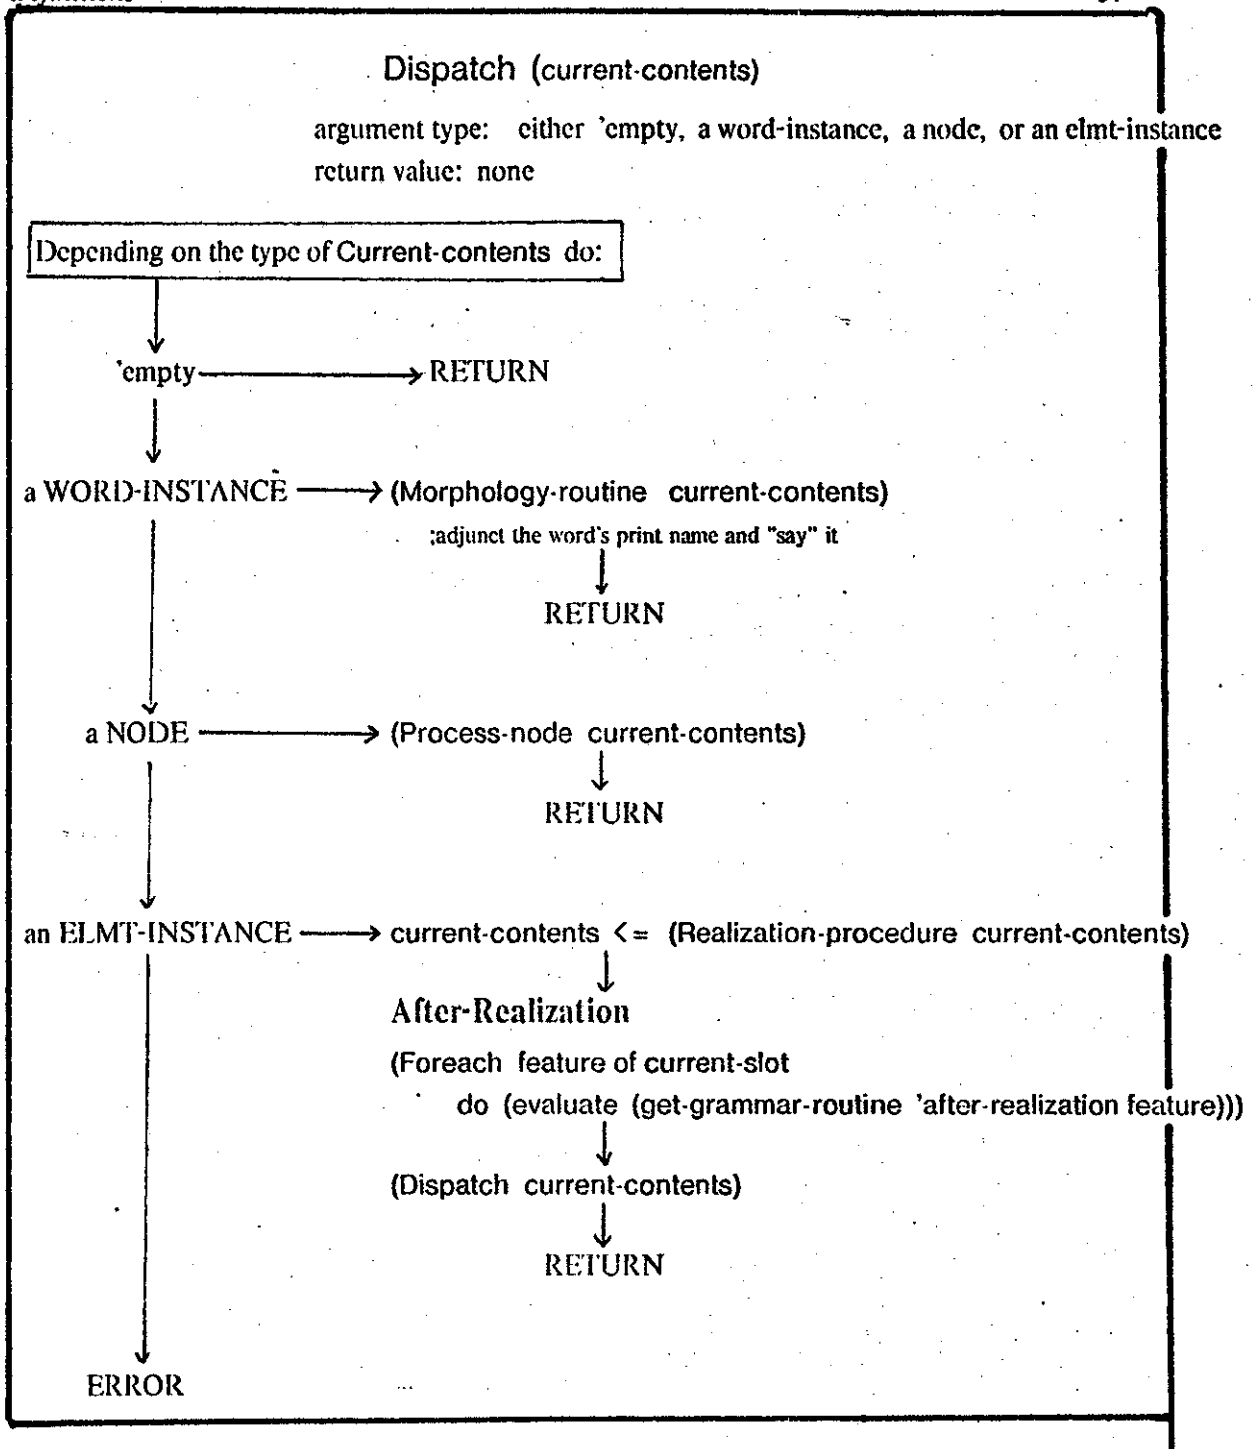 Dispatch (current-contents)
argument type: either 'empty, a word-instance, a node, or an elmt-instance
return value: none
Depending on the type of Current-contents do:
'empty RETURN
a WORD-INSTANCE (Morphology-routine current-contents)
;adjunct the word's print name and "say" it
RETURN
a NODE (Process-node current-contents)
RETURN
an ELMT-INSTANCE current-contents <= (Realization-procedure current-contents)
After-Realization
(Foreach feature of current-slot
do (evaluate (get-grammar-routine 'after-realization feature)))
(Dispatch current-contents)
RETURN
ERROR